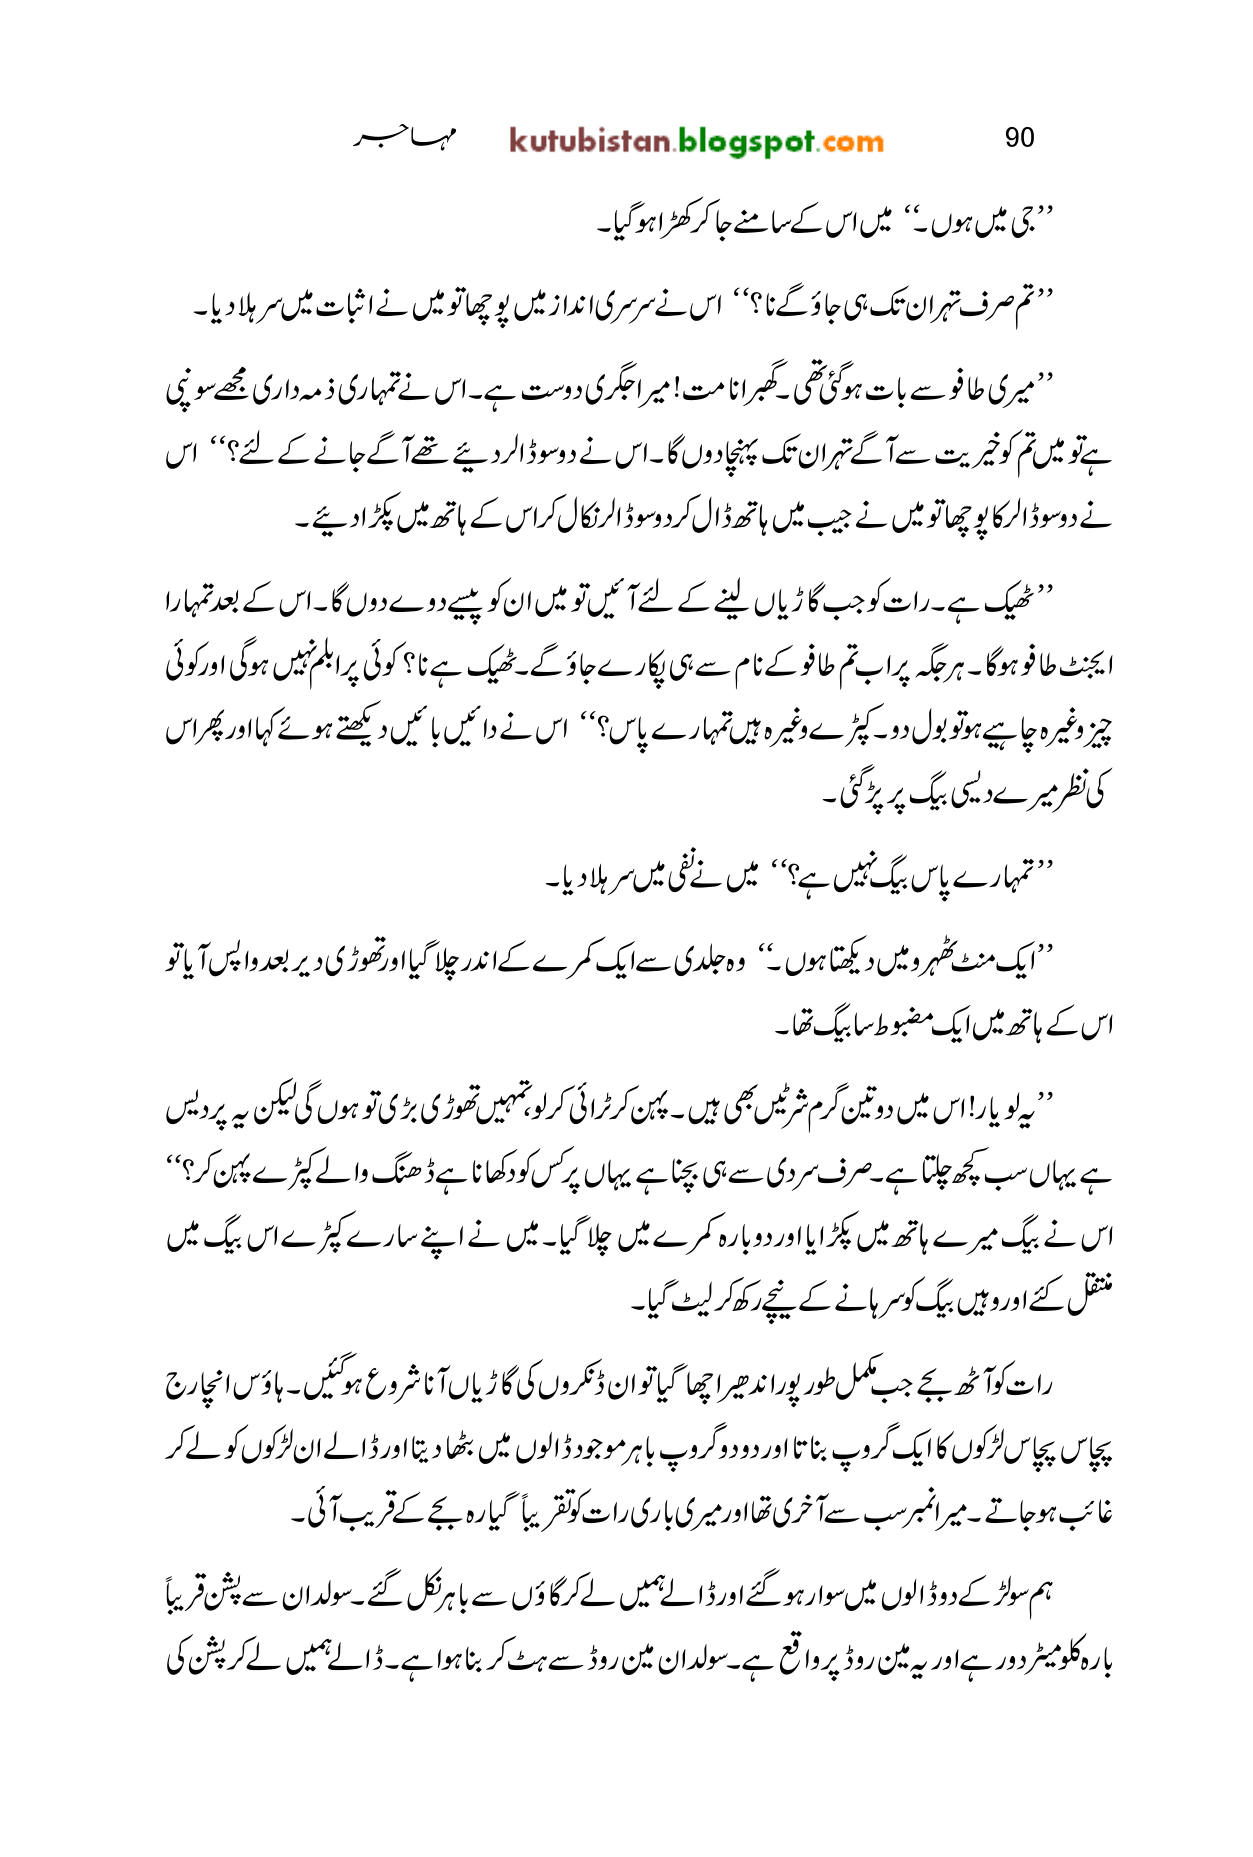 90 kutubistan.blogspot.com مہاجر
’’جی میں ہوں۔‘‘ میں اس کے سامنے جا کر کھڑا ہو گیا۔
’’تم صرف تہران تک ہی جاؤ گے نا؟‘‘ اس نے سرسری انداز میں پوچھا تو میں نے اثبات میں سر ہلا دیا۔
’’میری طافو سے بات ہو گئی تھی۔ گھبرانا مت! میرا جگری دوست ہے۔ اس نے تمہاری ذمہ داری مجھے سونپی
ہے تو میں تم کو خیریت سے آگے تہران تک پہنچا دوں گا۔ اس نے دو سو ڈالر دیئے تھے آگے جانے کے لئے؟‘‘ اس
نے دو سو ڈالر کا پوچھا تو میں نے جیب میں ہاتھ ڈال کر دو سو ڈالر نکال کر اس کے ہاتھ میں پکڑا دیئے۔
’’ٹھیک ہے۔ رات کو جب گاڑیاں لینے کے لئے آئیں تو میں ان کو پیسے دوے دوں گا۔ اس کے بعد تمہارا
ایجنٹ طافو ہوگا۔ ہر جگہ پر اب تم طافو کے نام سے ہی پکارے جاؤ گے۔ ٹھیک ہے نا؟ کوئی پرابلم نہیں ہوگی اور کوئی
چیز وغیرہ چاہیے ہو تو بول دو۔ کپڑے وغیرہ ہیں تمہارے پاس؟‘‘ اس نے دائیں بائیں دیکھتے ہوئے کہا اور پھر اس
کی نظر میرے دیسی بیگ پر پڑ گئی۔
’’تمہارے پاس بیگ نہیں ہے؟‘‘ میں نے نفی میں سر ہلا دیا۔
’’ایک منٹ ٹھہرو میں دیکھتا ہوں۔‘‘ وہ جلدی سے ایک کمرے کے اندر چلا گیا اور تھوڑی دیر بعد واپس آیا تو
اس کے ہاتھ میں ایک مضبوط سا بیگ تھا۔
’’یہ لو یار! اس میں دو تین گرم شرٹیں بھی ہیں۔ پہن کر ٹرائی کر لو، تمہیں تھوڑی بڑی تو ہوں گی لیکن یہ پردیس
ہے یہاں سب کچھ چلتا ہے۔ صرف سردی سے ہی بچنا ہے یہاں پر کس کو دکھانا ہے ڈھنگ والے کپڑے پہن کر؟‘‘
اس نے بیگ میرے ہاتھ میں پکڑایا اور دوبارہ کمرے میں چلا گیا۔ میں نے اپنے سارے کپڑے اس بیگ میں
منتقل کئے اور وہیں بیگ کو سرہانے کے نیچے رکھ کر لیٹ گیا۔
رات کو آٹھ بجے جب مکمل طور پورا ندھیرا چھا گیا تو ان ڈنکروں کی گاڑیاں آنا شروع ہو گئیں۔ ہاؤس انچارج
پچاس پچاس لڑکوں کا ایک گروپ بناتا اور دو دو گروپ باہر موجود ڈالوں میں بٹھا دیتا اور ڈالے ان لڑکوں کو لے کر
غائب ہو جاتے۔ میرا نمبر سب سے آخری تھا اور میری باری رات کو تقریباً گیارہ بجے کے قریب آئی۔
ہم سو لڑکے دو ڈالوں میں سوار ہو گئے اور ڈالے ہمیں لے کر گاؤں سے باہر نکل گئے۔ سولدان سے پشن قریباً
بارہ کلومیٹر دور ہے اور یہ مین روڈ پر واقع ہے۔ سولدان مین روڈ سے ہٹ کر بنا ہوا ہے۔ ڈالے ہمیں لے کر پشن کی